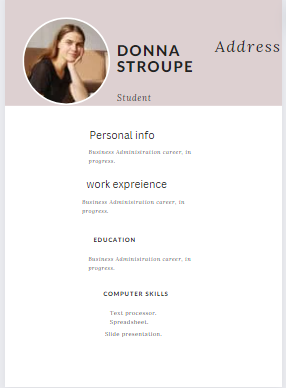 DONNA
STROUPE
Address
Student
Personal info
Business Administration career, in
progress.
work expreience
Business Administration career, in
progress.
EDUCATION
Business Administration career, in
progress.
COMPUTER SKILLS
Text processor.
Spreadsheet.
Slide presentation.